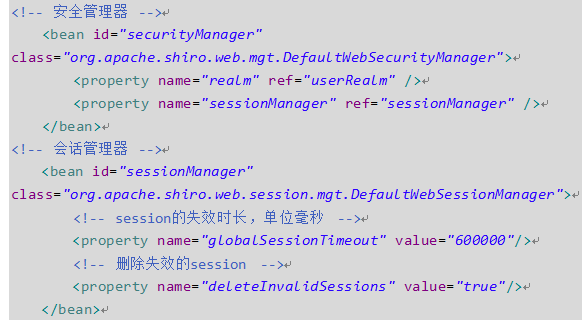 <!-- 安全管理器 -->
<bean id="securityManager"
class="org.apache.shiro.web.mgt.DefaultWebSecurityManager">
<property name="realm" ref="userRealm" />
<property name="sessionManager" ref="sessionManager" />
</bean>
<!-- 会话管理器 -->
<bean id="sessionManager"
class="org.apache.shiro.web.session.mgt.DefaultWebSessionManager">
<!-- session的失效时长，单位毫秒 -->
<property name="globalSessionTimeout" value="600000"/>
<!-- 删除失效的session -->
<property name="deleteInvalidSessions" value="true"/>
</bean>